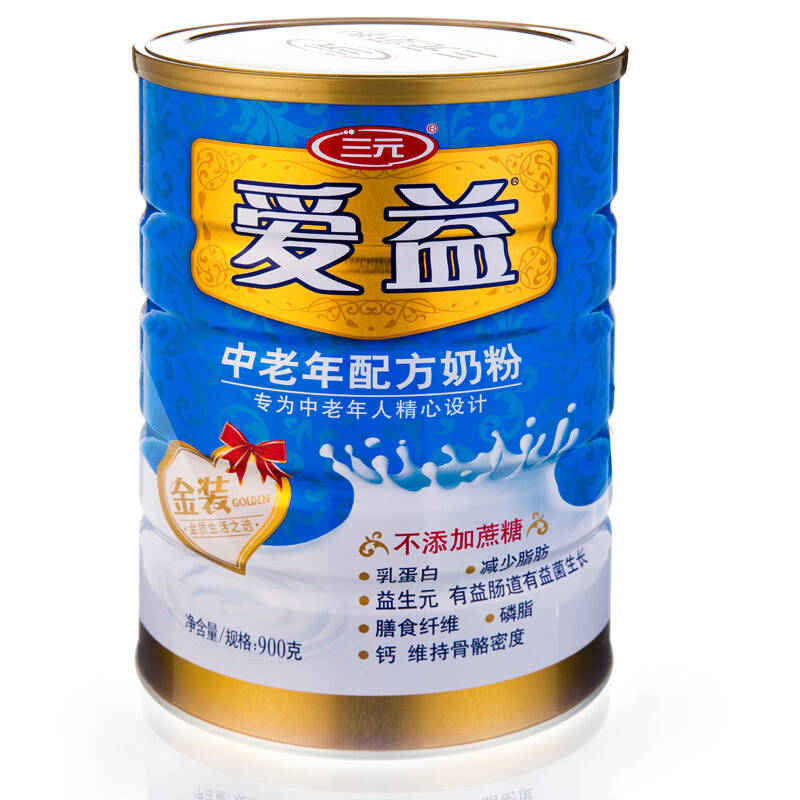 三元®
爱益®
中老年配方奶粉
专为中老年人精心设计
金装 GOLDEN
·金质生活之选·
不添加蔗糖
• 乳蛋白 • 减少脂肪
• 益生元 有益肠道有益菌生长
• 膳食纤维 • 磷脂
• 钙 维持骨骼密度
净含量/规格:900克